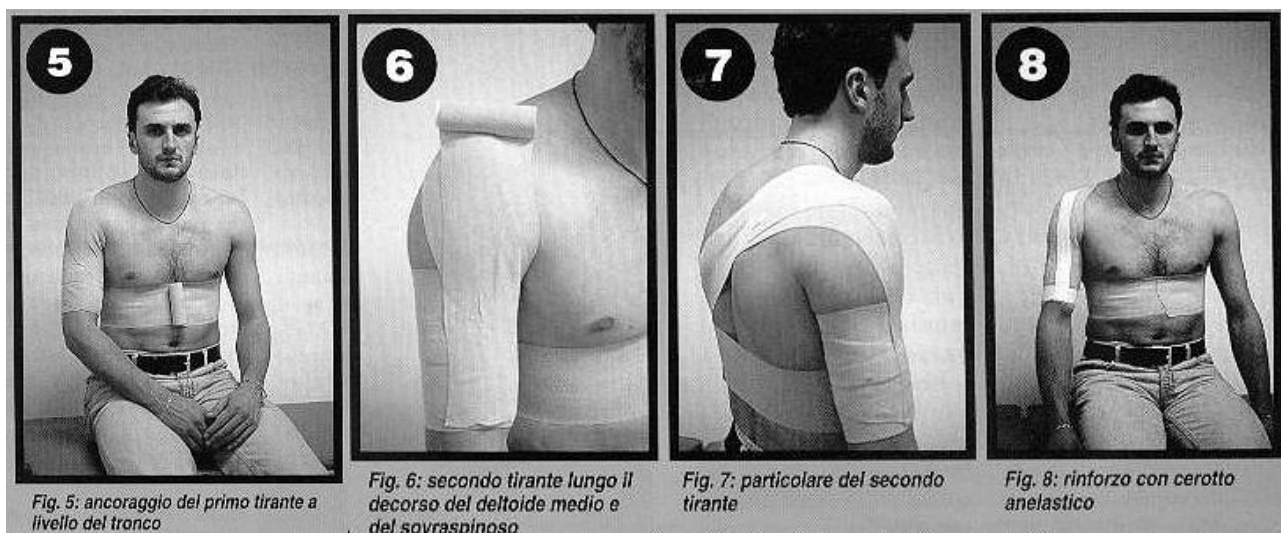 5
6
7
8
Fig. 5: ancoraggio del primo tirante a
livello del tronco
Fig. 6: secondo tirante lungo il
decorso del deltoide medio e
del sovraspinoso
Fig. 7: particolare del secondo
tirante
Fig. 8: rinforzo con cerotto
anelastico